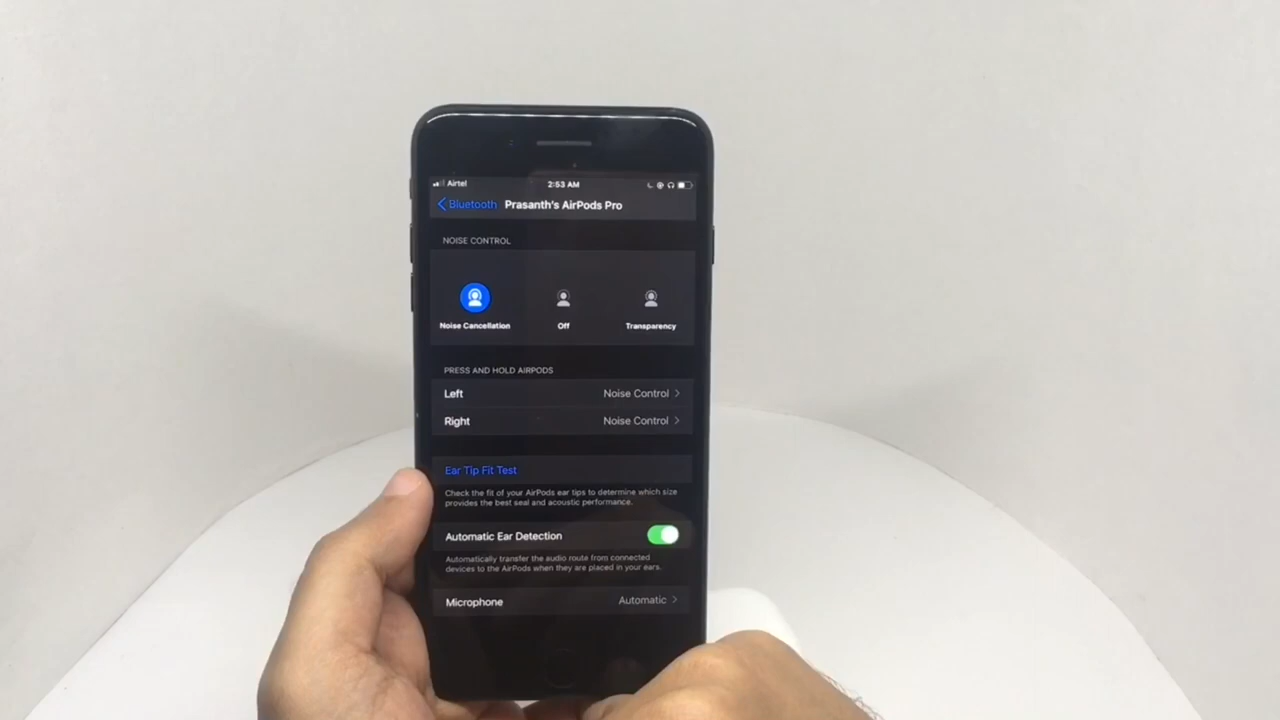 Airtel
2:53 AM
Bluetooth Prasanth's AirPods Pro
NOISE CONTROL
Noise Cancellation Off Transparency
PRESS AND HOLD AIRPODS
Left Noise Control
Right Noise Control
Ear Tip Fit Test
Check the fit of your AirPods ear tips to determine which size
provides the best seal and acoustic performance.
Automatic Ear Detection
Automatically transfer the audio route from connected
devices to the AirPods when they are placed in your ears.
Microphone Automatic